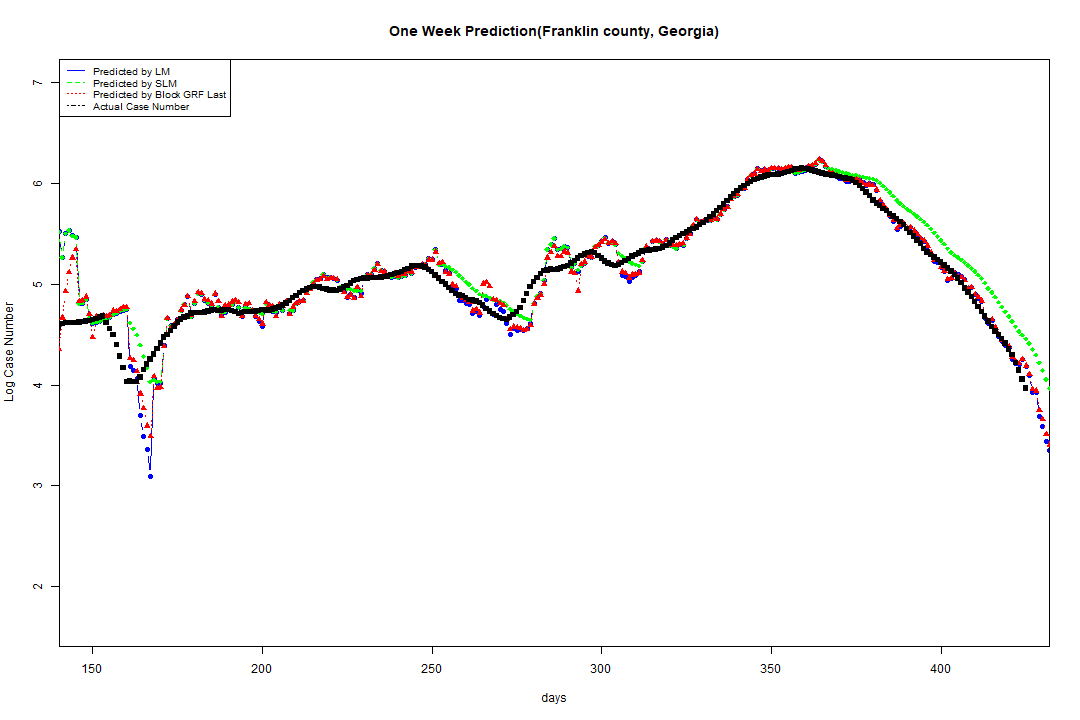 One Week Prediction(Franklin county, Georgia)
Predicted by LM
Predicted by SLM
Predicted by Block GRF Last
Actual Case Number
7
6
5
4
3
2
Log Case Number
150 200 250 300 350 400
days